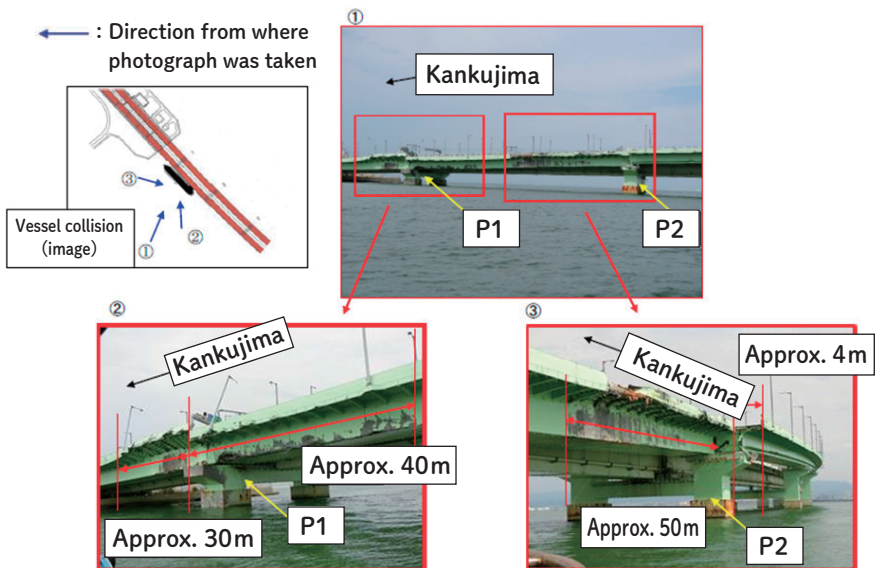 : Direction from where
photograph was taken
①
Kankujima
③
②
①
Vessel collision
(image)
P1
P2
②
Kankujima
Approx. 40m
P1
Approx. 30m
③
Kankujima
Approx. 4m
Approx. 50m
P2